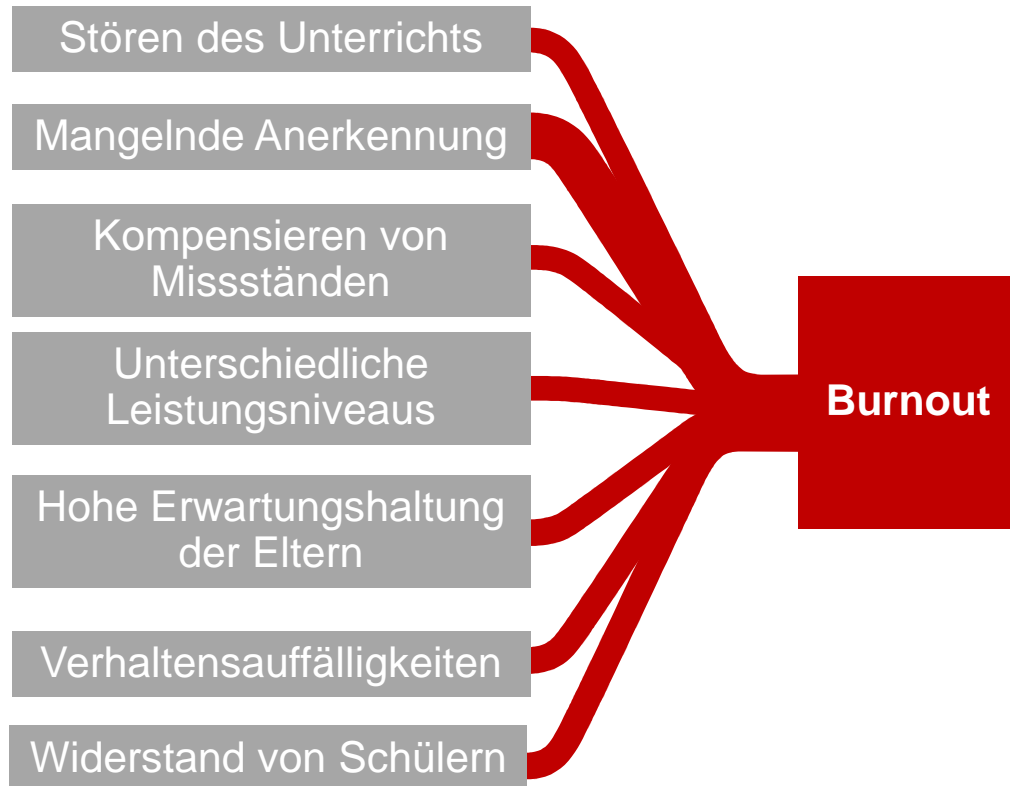 Stören des Unterrichts
Mangelnde Anerkennung
Kompensieren von
Missständen
Unterschiedliche
Leistungsniveaus
Hohe Erwartungshaltung
der Eltern
Verhaltensauffälligkeiten
Widerstand von Schülern
Burnout